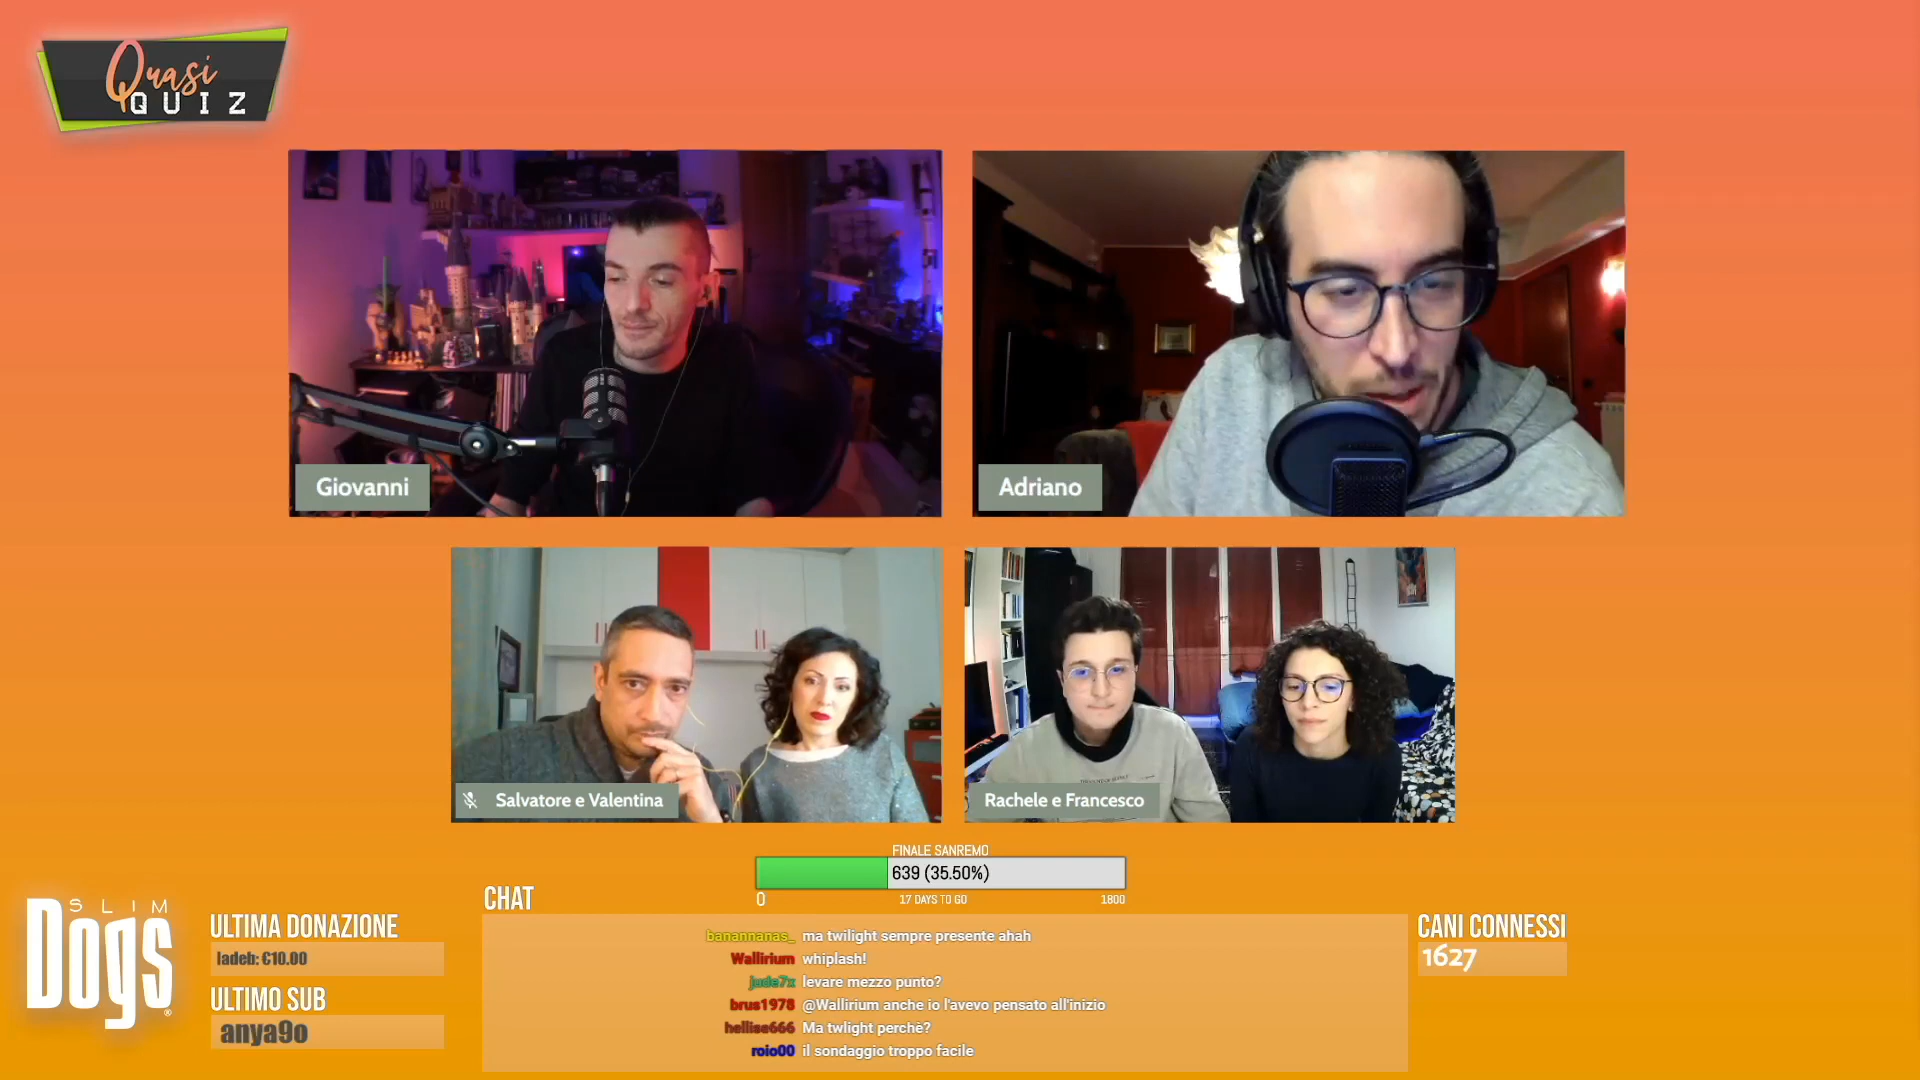 Quasi
QUIZ
Giovanni
Adriano
Salvatore e Valentina
Rachele e Francesco
FINALE SANREMO
639 (35.50%)
0
17 DAYS TO GO
1800
SLIM
Dogs®
ULTIMA DONAZIONE
ladeb: €10.00
ULTIMO SUB
anya9o
CHAT
banannanas_ ma twilight sempre presente ahah
Wallirium whiplash!
jude7x levare mezzo punto?
brus1978 @Wallirium anche io l'avevo pensato all'inizio
hellise666 Ma twlight perchè?
roio00 il sondaggio troppo facile
CANI CONNESSI
1627